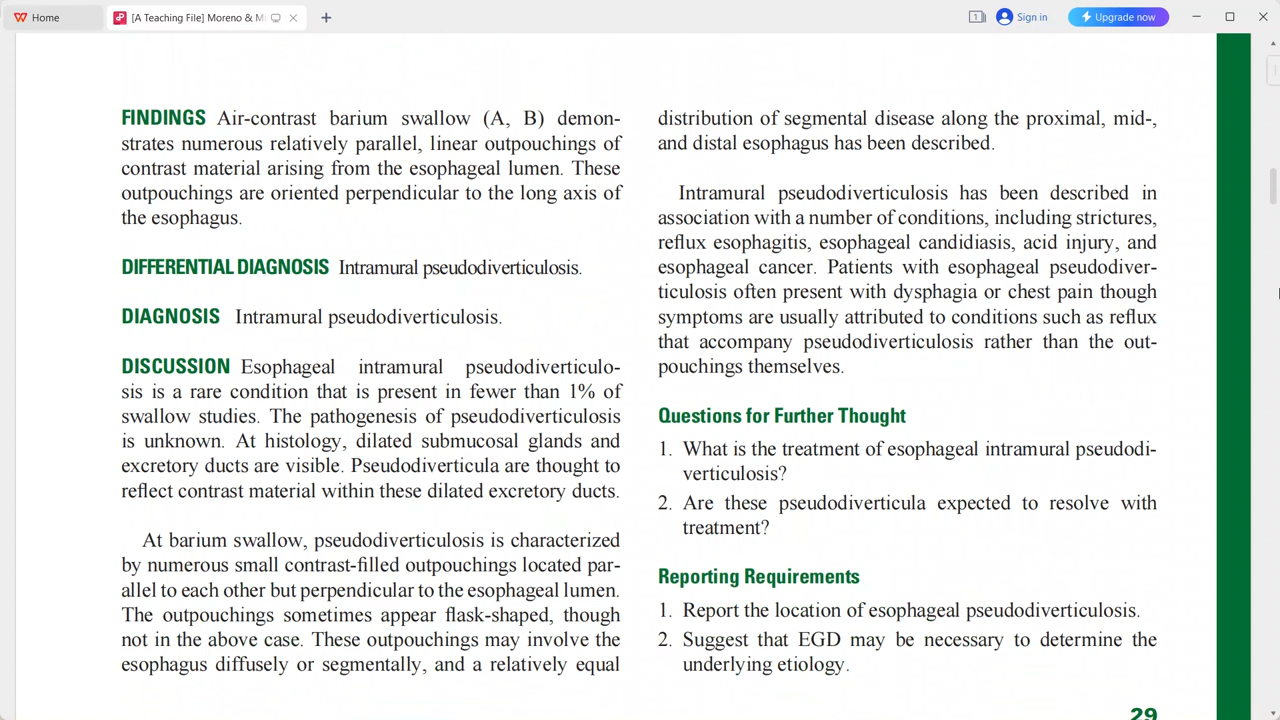 Home
[A Teaching File] Moreno & M
1
Sign in
Upgrade now
FINDINGS Air-contrast barium swallow (A, B) demon-
strates numerous relatively parallel, linear outpouchings of
contrast material arising from the esophageal lumen. These
outpouchings are oriented perpendicular to the long axis of
the esophagus.
DIFFERENTIAL DIAGNOSIS Intramural pseudodiverticulosis.
DIAGNOSIS Intramural pseudodiverticulosis.
DISCUSSION Esophageal intramural pseudodiverticulo-
sis is a rare condition that is present in fewer than 1% of
swallow studies. The pathogenesis of pseudodiverticulosis
is unknown. At histology, dilated submucosal glands and
excretory ducts are visible. Pseudodiverticula are thought to
reflect contrast material within these dilated excretory ducts.
At barium swallow, pseudodiverticulosis is characterized
by numerous small contrast-filled outpouchings located par-
allel to each other but perpendicular to the esophageal lumen.
The outpouchings sometimes appear flask-shaped, though
not in the above case. These outpouchings may involve the
esophagus diffusely or segmentally, and a relatively equal
distribution of segmental disease along the proximal, mid-,
and distal esophagus has been described.
Intramural pseudodiverticulosis has been described in
association with a number of conditions, including strictures,
reflux esophagitis, esophageal candidiasis, acid injury, and
esophageal cancer. Patients with esophageal pseudodiver-
ticulosis often present with dysphagia or chest pain though
symptoms are usually attributed to conditions such as reflux
that accompany pseudodiverticulosis rather than the out-
pouchings themselves.
Questions for Further Thought
1. What is the treatment of esophageal intramural pseudodi-
verticulosis?
2. Are these pseudodiverticula expected to resolve with
treatment?
Reporting Requirements
1. Report the location of esophageal pseudodiverticulosis.
2. Suggest that EGD may be necessary to determine the
underlying etiology.
29